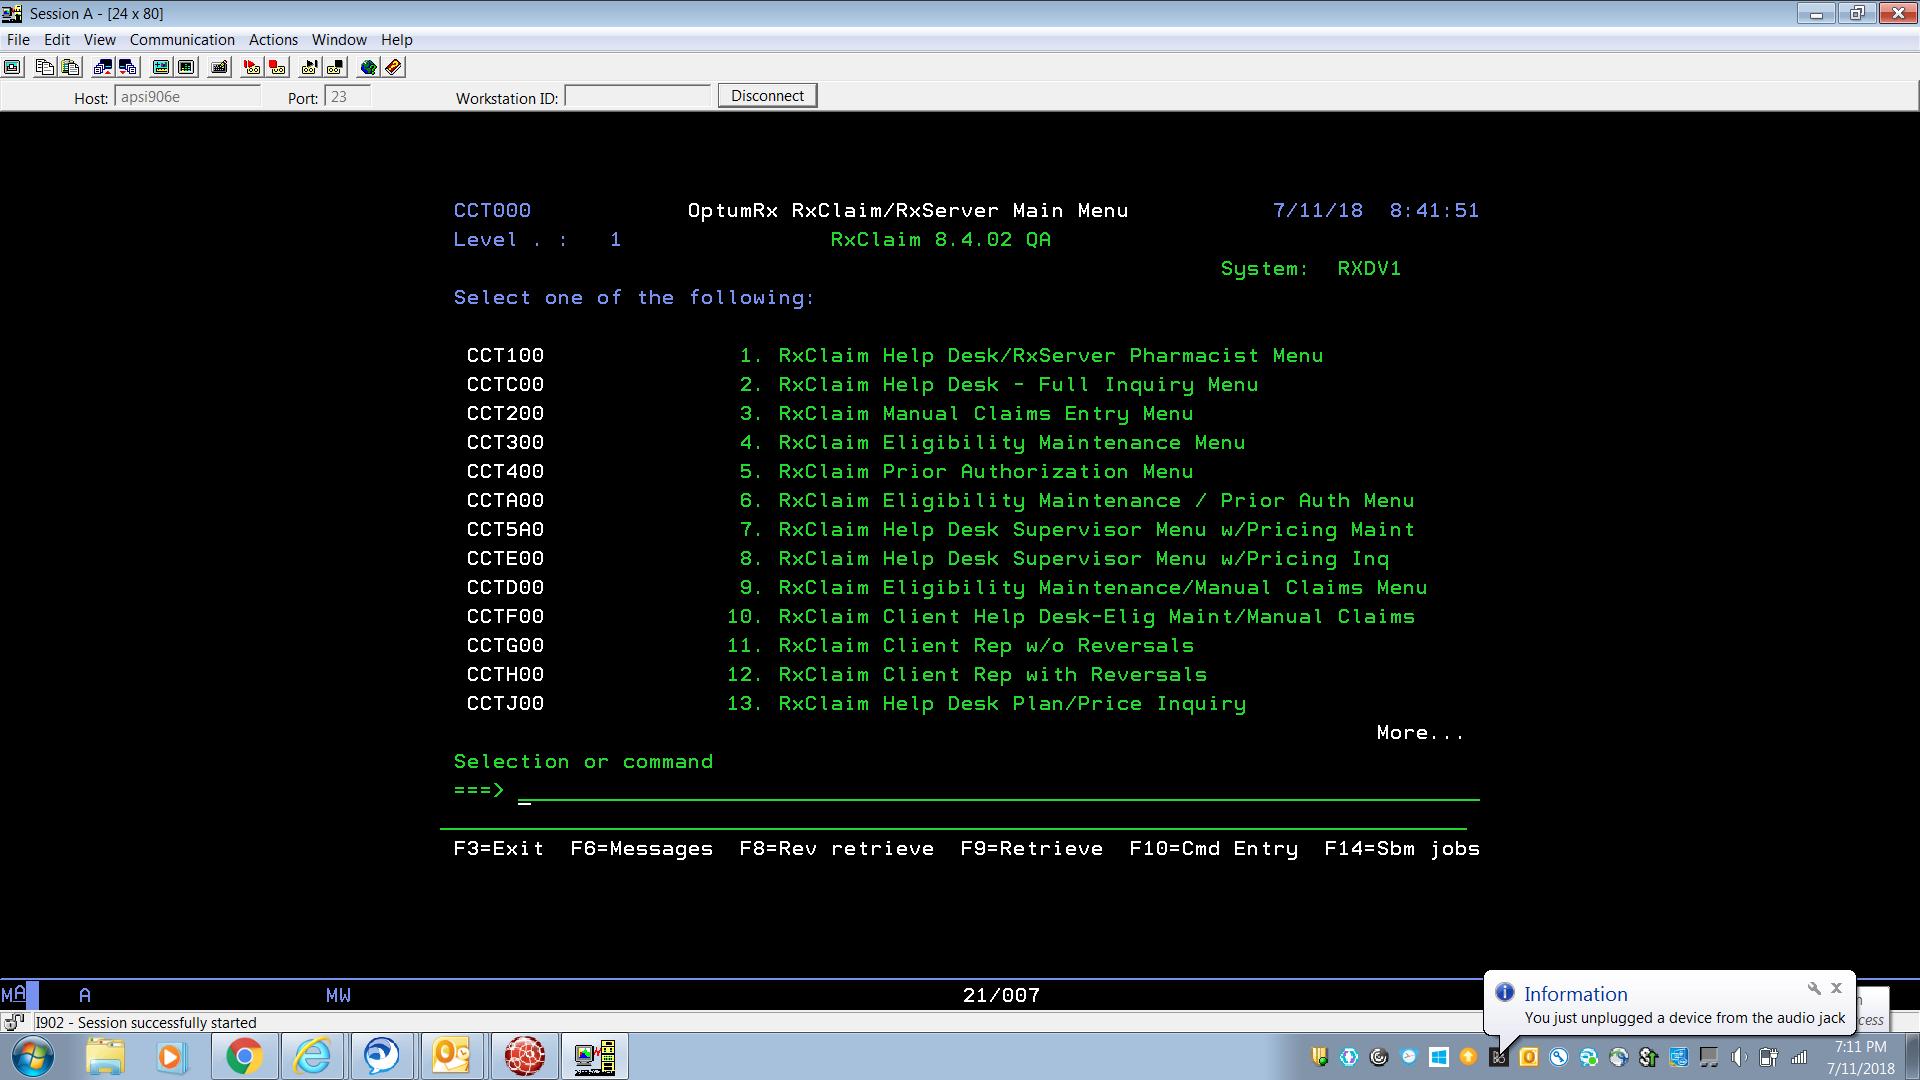 Session A - [24 x 80]
File Edit View Communication Actions Window Help
Host: apsi906e Port: 23 Workstation ID: Disconnect
CCT000 OptumRx RxClaim/RxServer Main Menu 7/11/18 8:41:51
Level . : 1 RxClaim 8.4.02 QA
System: RXDV1
Select one of the following:
CCT100 1. RxClaim Help Desk/RxServer Pharmacist Menu
CCTC00 2. RxClaim Help Desk - Full Inquiry Menu
CCT200 3. RxClaim Manual Claims Entry Menu
CCT300 4. RxClaim Eligibility Maintenance Menu
CCT400 5. RxClaim Prior Authorization Menu
CCTA00 6. RxClaim Eligibility Maintenance / Prior Auth Menu
CCT5A0 7. RxClaim Help Desk Supervisor Menu w/Pricing Maint
CCTE00 8. RxClaim Help Desk Supervisor Menu w/Pricing Inq
CCTD00 9. RxClaim Eligibility Maintenance/Manual Claims Menu
CCTF00 10. RxClaim Client Help Desk-Elig Maint/Manual Claims
CCTG00 11. RxClaim Client Rep w/o Reversals
CCTH00 12. RxClaim Client Rep with Reversals
CCTJ00 13. RxClaim Help Desk Plan/Price Inquiry
More...
Selection or command
===> _
F3=Exit F6=Messages F8=Rev retrieve F9=Retrieve F10=Cmd Entry F14=Sbm jobs
MA A MW 21/007
Information
You just unplugged a device from the audio jack
I902 - Session successfully started
7:11 PM
7/11/2018